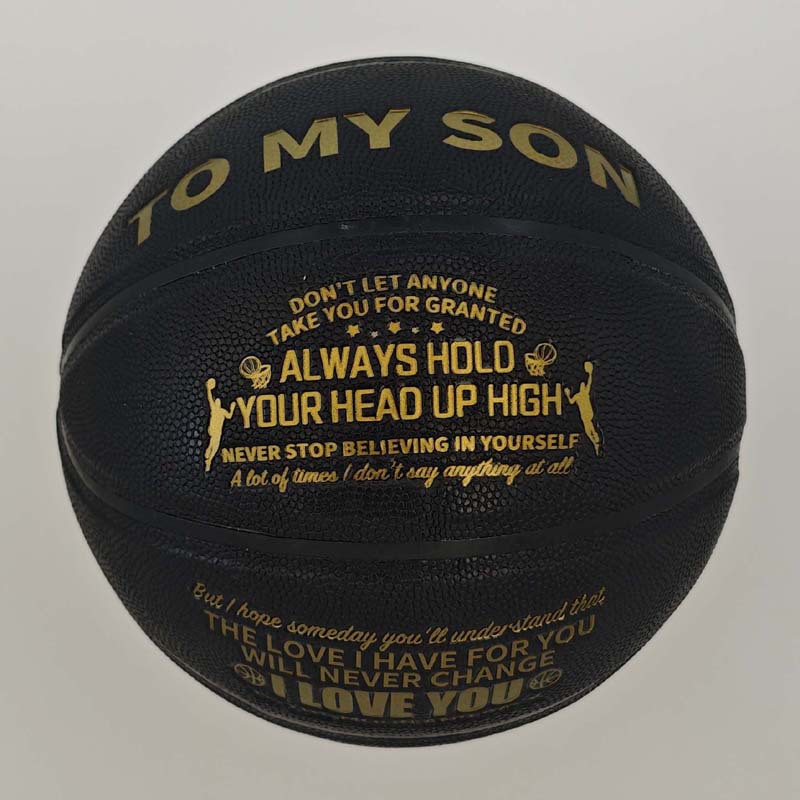 TO MY SON
DON'T LET ANYONE
TAKE YOU FOR GRANTED
ALWAYS HOLD
YOUR HEAD UP HIGH
NEVER STOP BELIEVING IN YOURSELF
A lot of times I don't say anything at all
But I hope someday you'll understand that
THE LOVE I HAVE FOR YOU
WILL NEVER CHANGE
I LOVE YOU